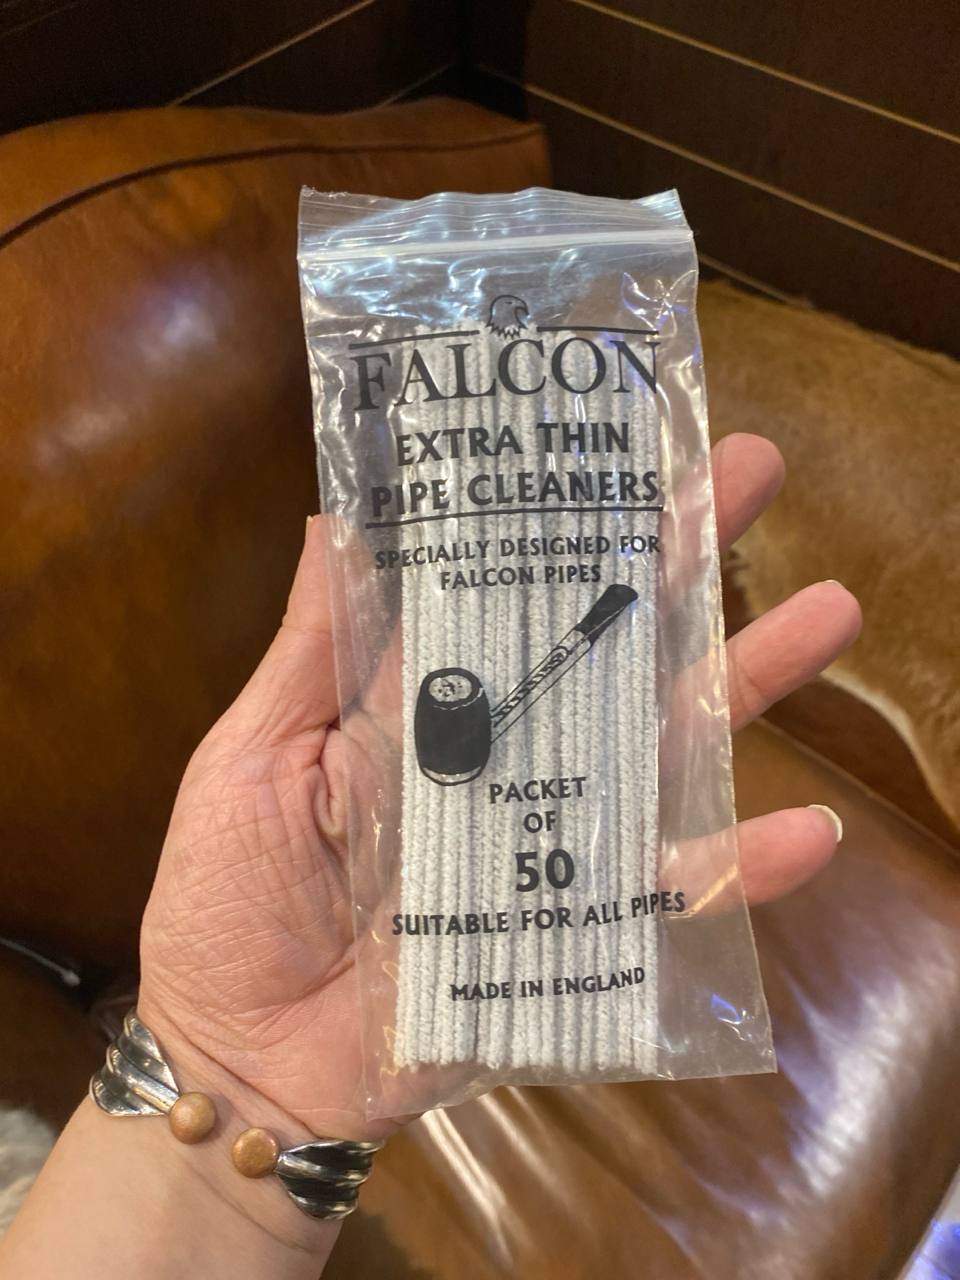 FALCON
EXTRA THIN
PIPE CLEANERS
SPECIALLY DESIGNED FOR
FALCON PIPES
PACKET
OF
50
SUITABLE FOR ALL PIPES
MADE IN ENGLAND